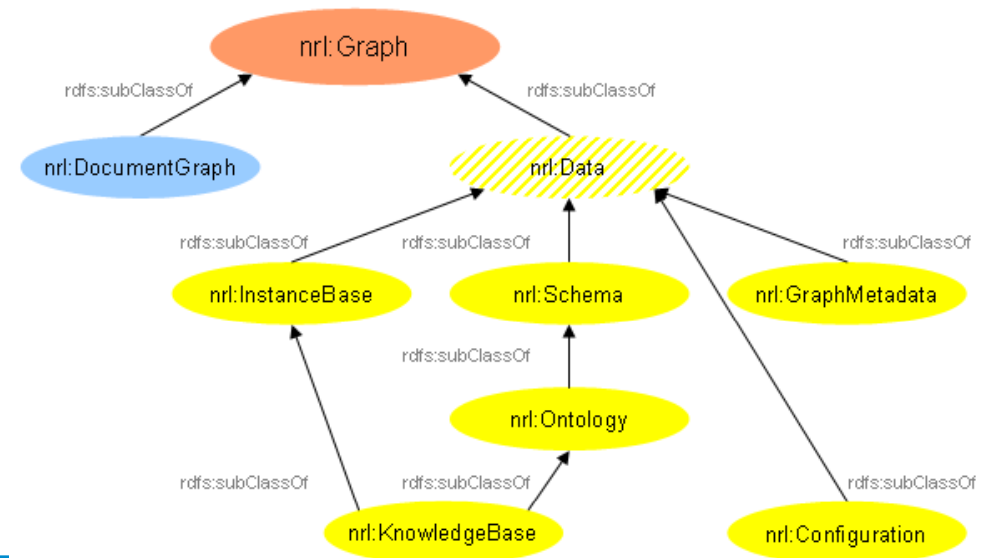 nrl:Graph
rdfs:subClassOf
rdfs:subClassOf
nrl:DocumentGraph
nrl:Data
rdfs:subClassOf
rdfs:subClassOf
rdfs:subClassOf
nrl:InstanceBase
nrl:Schema
nrl:GraphMetadata
rdfs:subClassOf
nrl:Ontology
rdfs:subClassOf
rdfs:subClassOf
rdfs:subClassOf
nrl:KnowledgeBase
nrl:Configuration